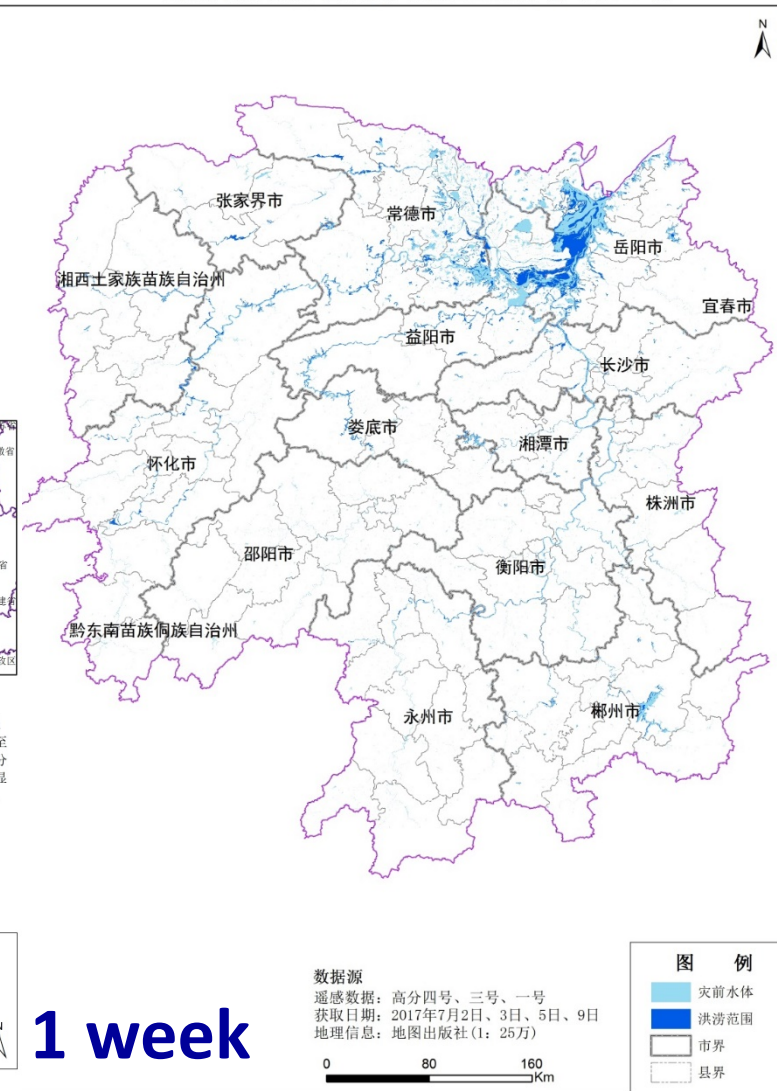 N
张家界市
常德市
岳阳市
湘西土家族苗族自治州
宜春市
益阳市
长沙市
娄底市
湘潭市
怀化市
株洲市
邵阳市
衡阳市
黔东南苗族侗族自治州
永州市
郴州市
省
至
分
1 week
数据源
遥感数据：高分四号、三号、一号
获取日期：2017年7月2日、3日、5日、9日
地理信息：地图出版社(1：25万)
0 80 160
Km
图 例
灾前水体
洪涝范围
市界
县界